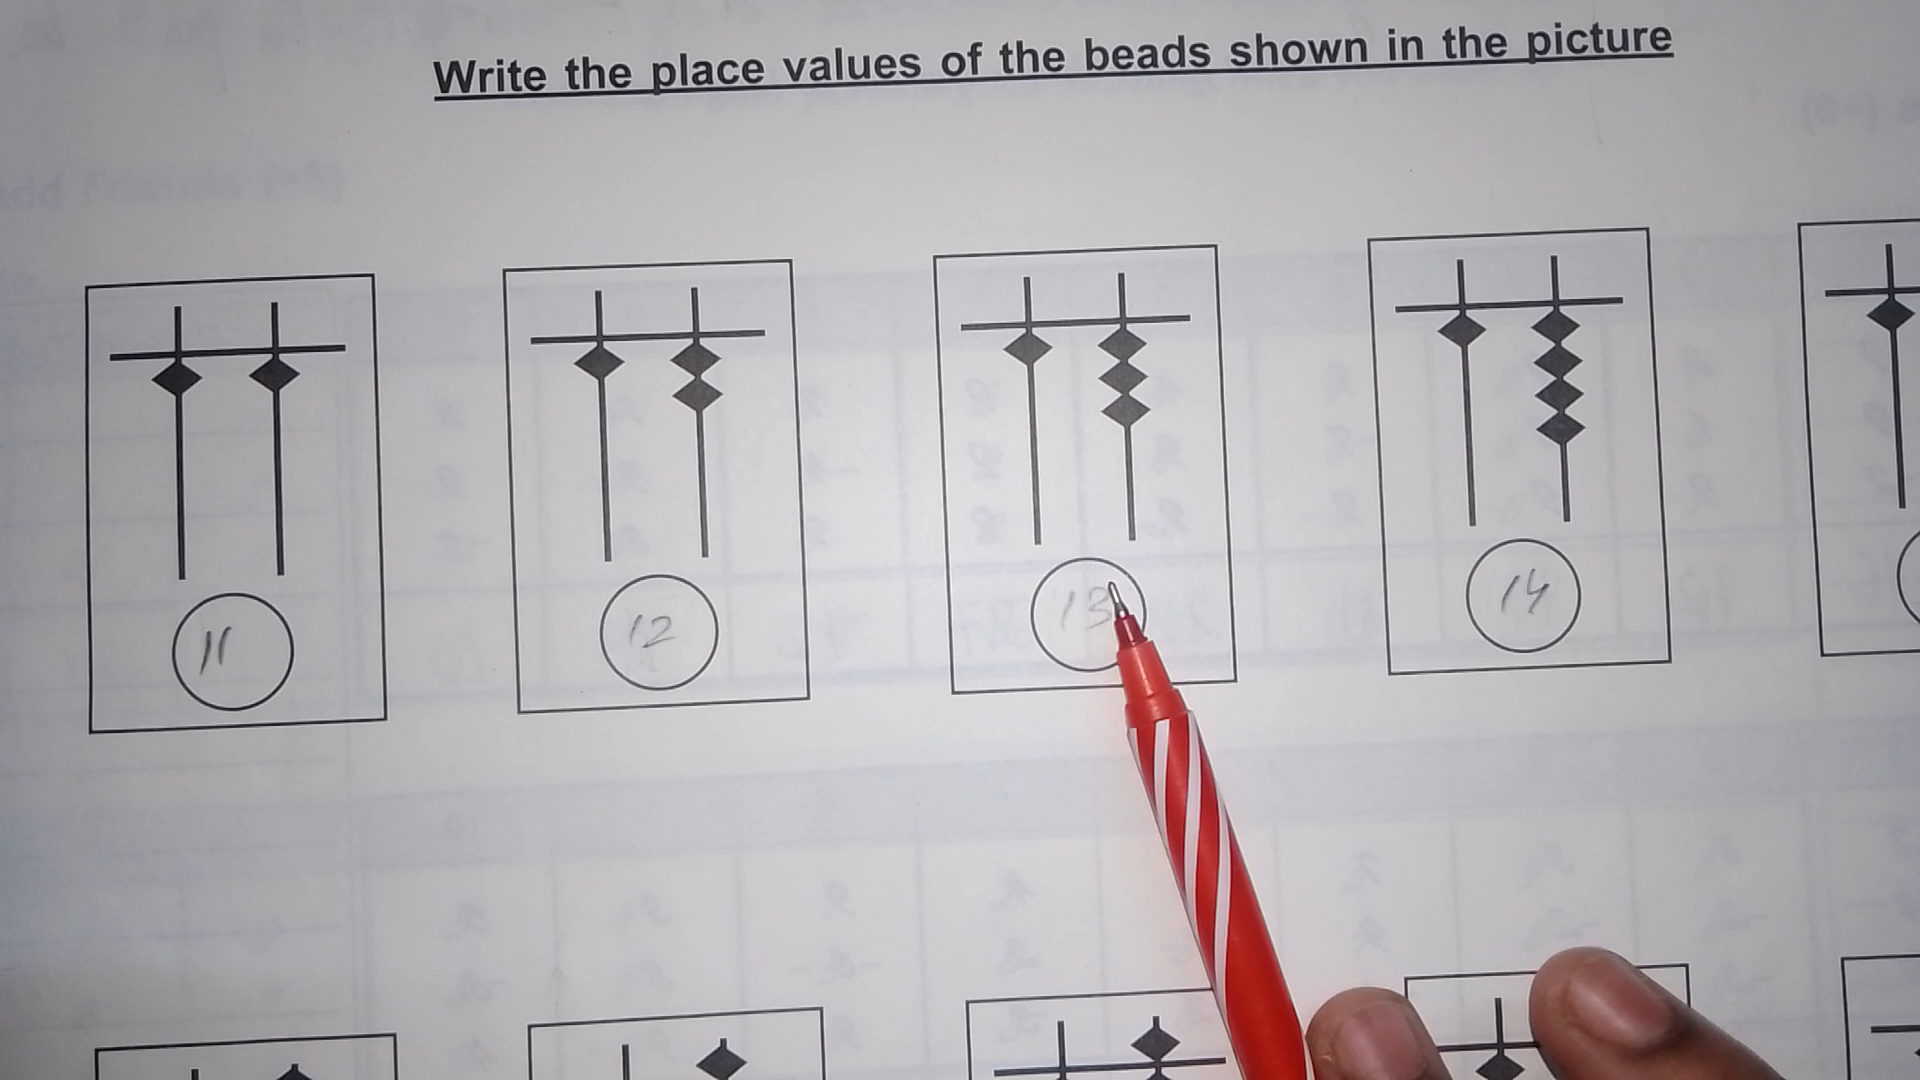 Write the place values of the beads shown in the picture
11
12
13
14